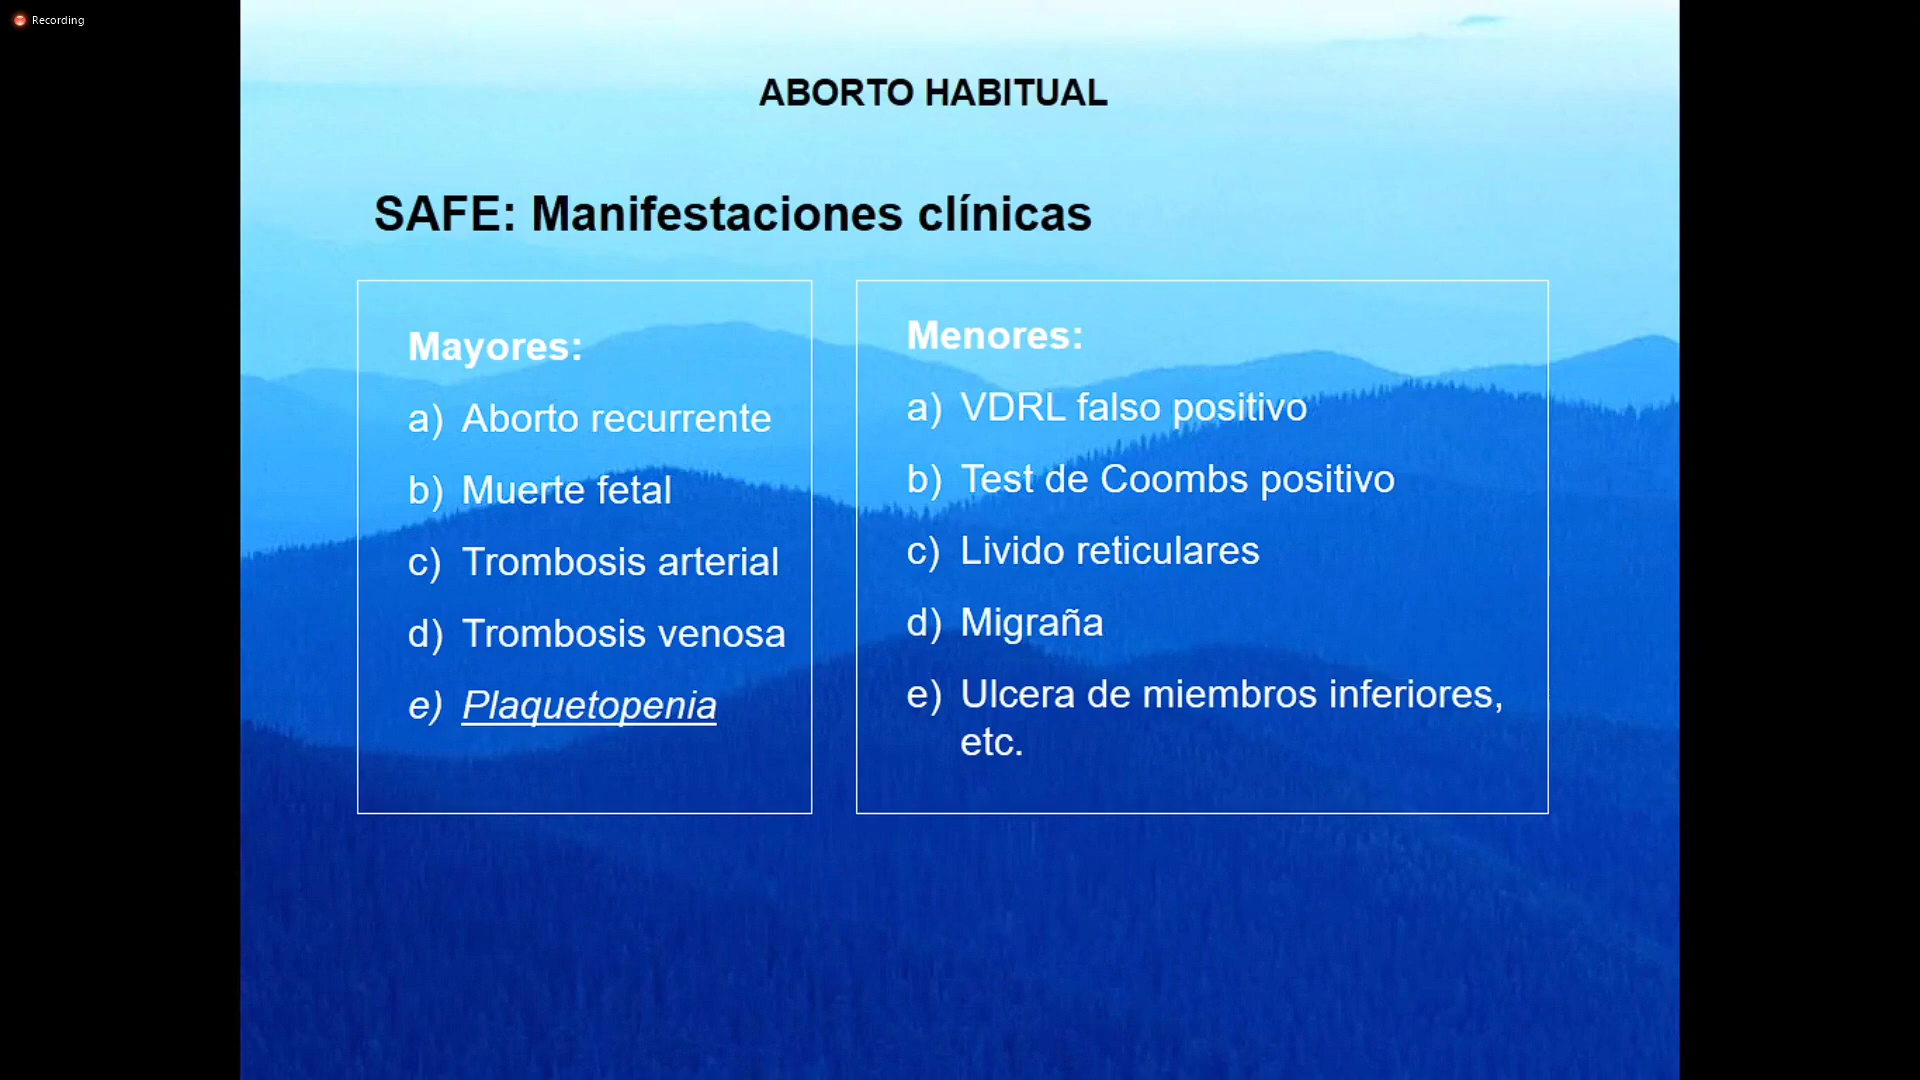 Recording
ABORTO HABITUAL
SAFE: Manifestaciones clínicas
Mayores:
a) Aborto recurrente
b) Muerte fetal
c) Trombosis arterial
d) Trombosis venosa
e) Plaquetopenia
Menores:
a) VDRL falso positivo
b) Test de Coombs positivo
c) Livido reticulares
d) Migraña
e) Ulcera de miembros inferiores,
etc.